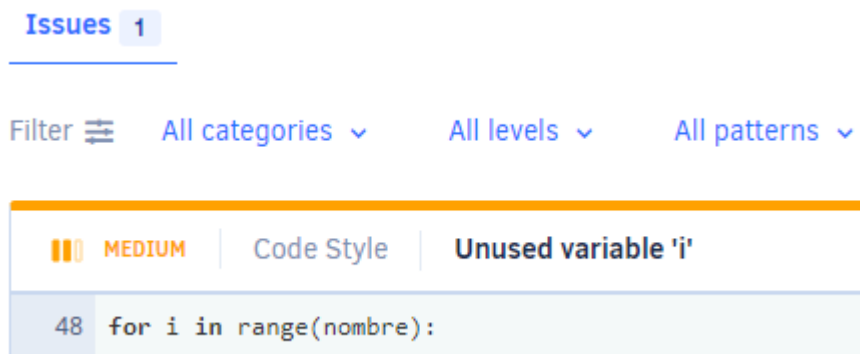 Issues 1
Filter All categories All levels All patterns
MEDIUM Code Style Unused variable 'i'
48 for i in range(nombre):